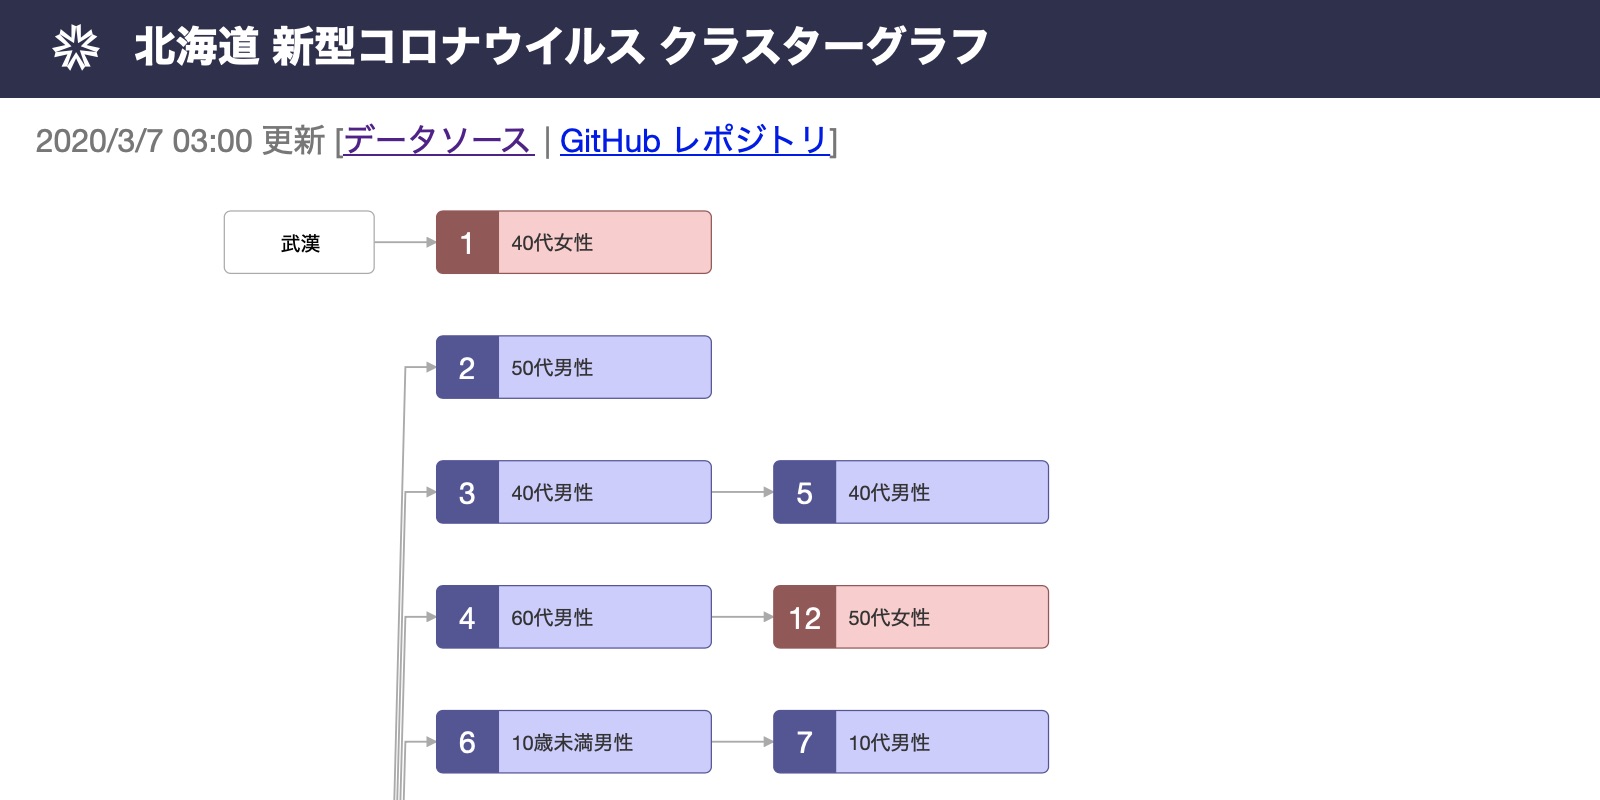 北海道 新型コロナウイルス クラスターグラフ
2020/3/7 03:00 更新 [データソース | GitHub レポジトリ]
武漢
1 40代女性
2 50代男性
3 40代男性
5 40代男性
4 60代男性
12 50代女性
6 10歳未満男性
7 10代男性